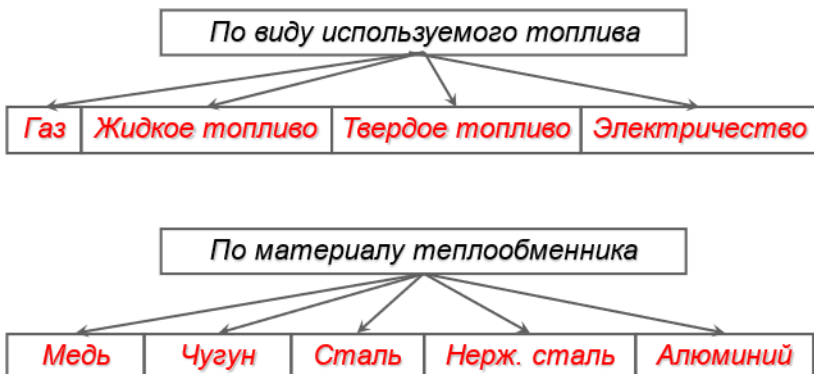 По виду используемого топлива
Газ Жидкое топливо Твердое топливо Электричество
По материалу теплообменника
Медь Чугун Сталь Нерж. сталь Алюминий